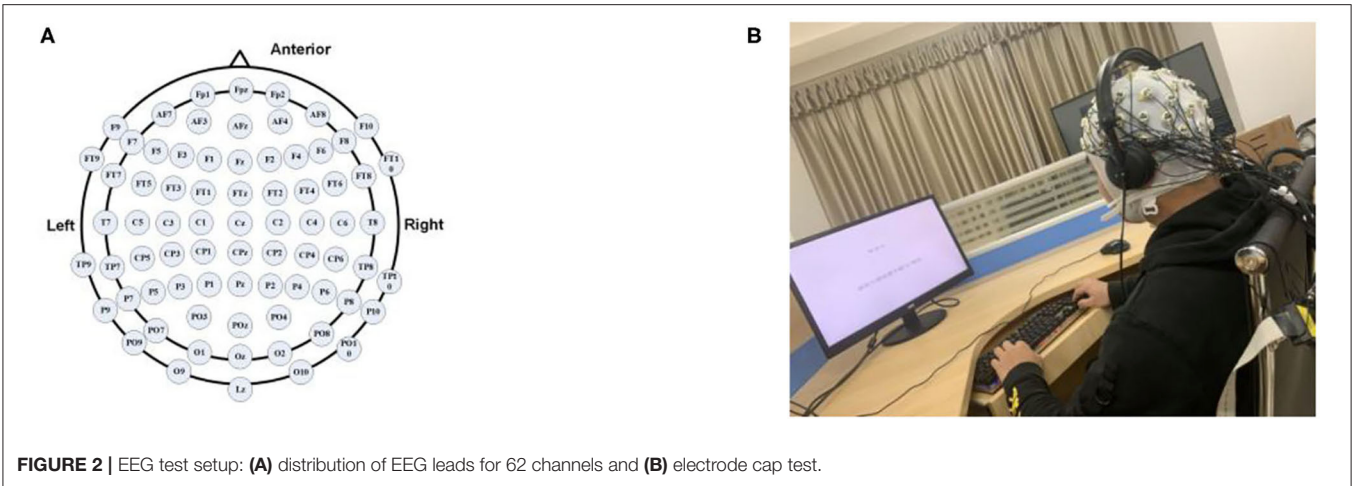 A
B
Anterior
Fp1 Fpz Fp2
AF7 AF3 AFz AF4 AF8
F9 F7 F5 F3 F1 Fz F2 F4 F6 F8 F10
FT9 FT7 FT5 FT3 FT1 FTz FT2 FT4 FT6 FT8 FT10
Left T7 C5 C3 C1 Cz C2 C4 C6 T8 Right
TP9 TP7 CP5 CP3 CP1 CPz CP2 CP4 CP6 TP8 TP10
P9 P7 P5 P3 P1 Pz P2 P4 P6 P8 P10
PO9 PO7 PO3 POz PO4 PO8 PO10
O9 O1 Oz O2 O10
Lz
FIGURE 2 | EEG test setup: (A) distribution of EEG leads for 62 channels and (B) electrode cap test.